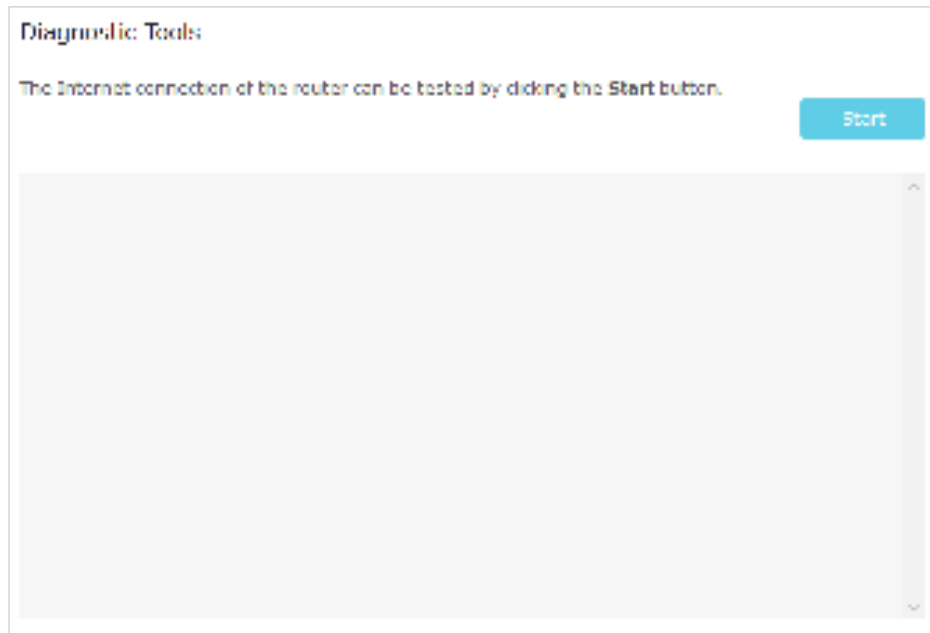 Diagnostic Tools
The Internet connection of the router can be tested by clicking the Start button.
Start